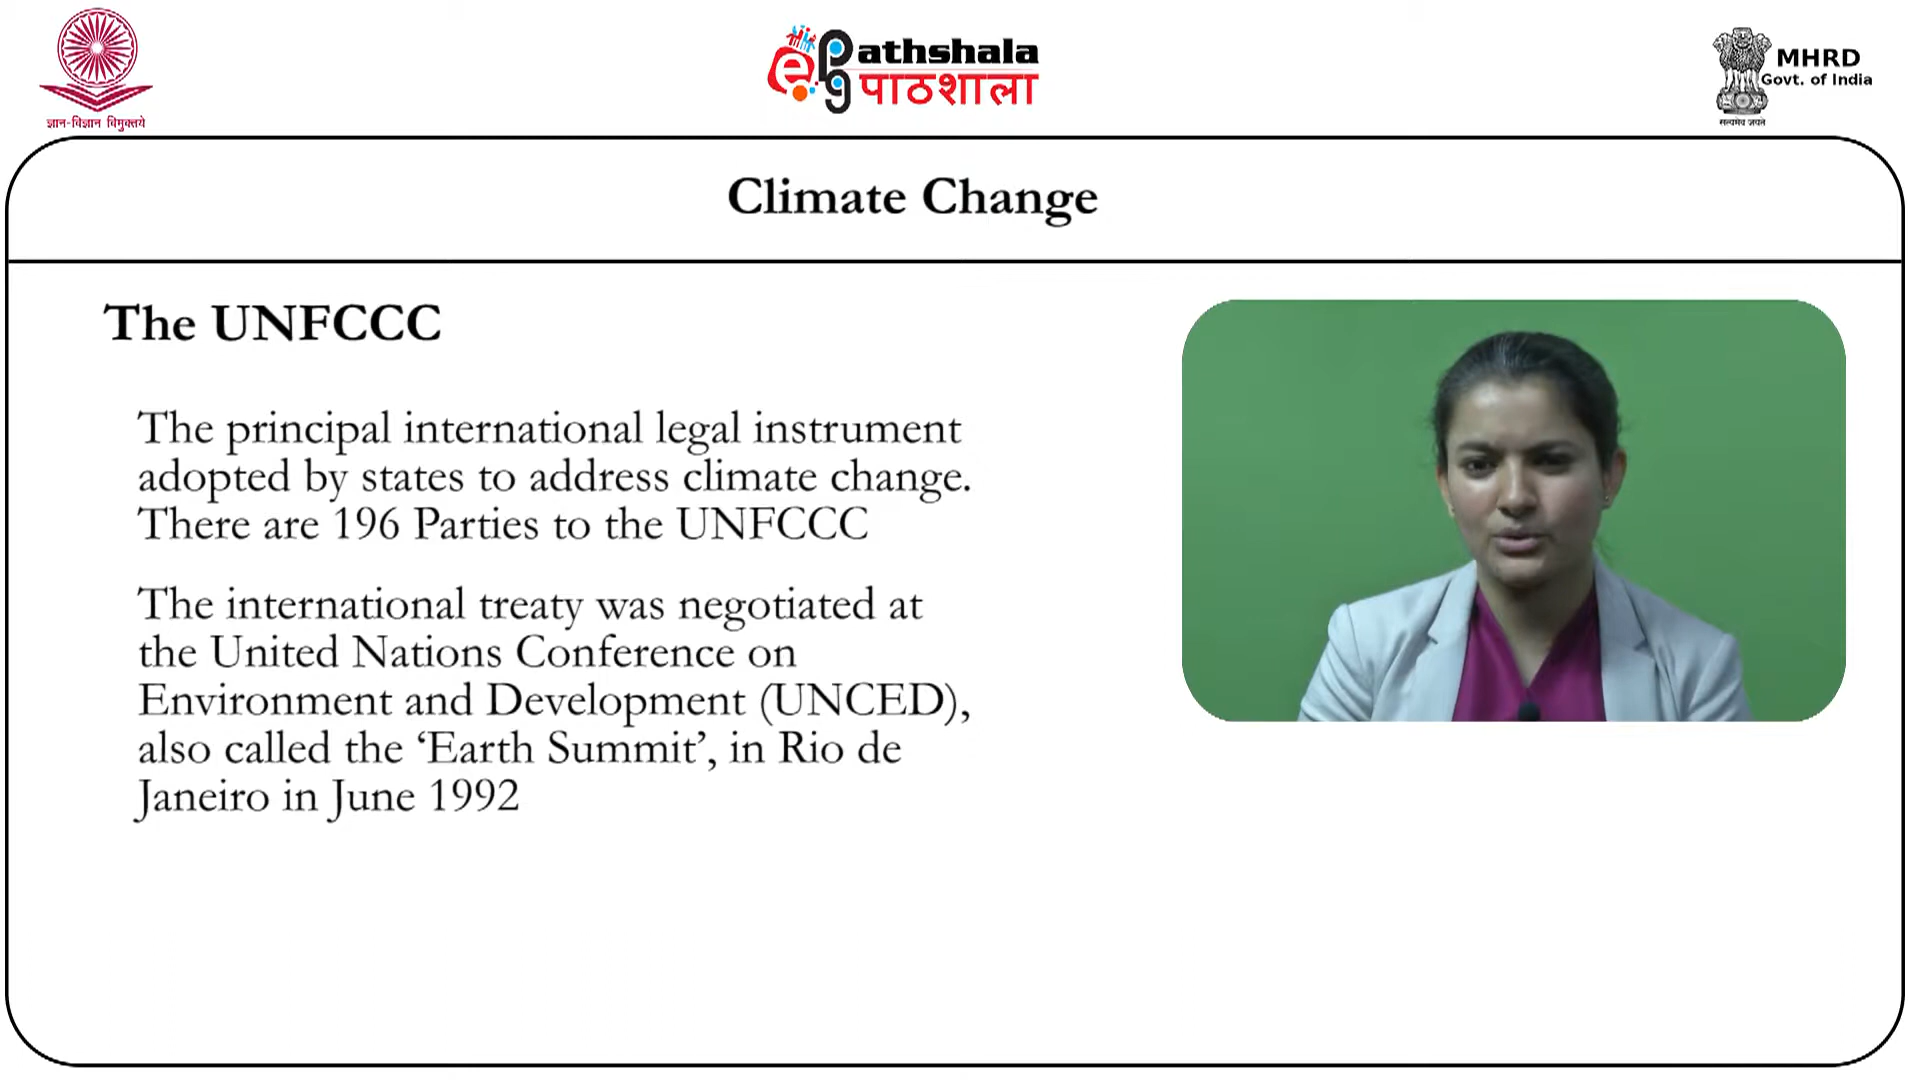 ज्ञान-विज्ञान विमुक्तये
ePG Pathshala
पाठशाला
MHRD
Govt. of India
सत्यमेव जयते
Climate Change
The UNFCCC
The principal international legal instrument
adopted by states to address climate change.
There are 196 Parties to the UNFCCC
The international treaty was negotiated at
the United Nations Conference on
Environment and Development (UNCED),
also called the ‘Earth Summit’, in Rio de
Janeiro in June 1992